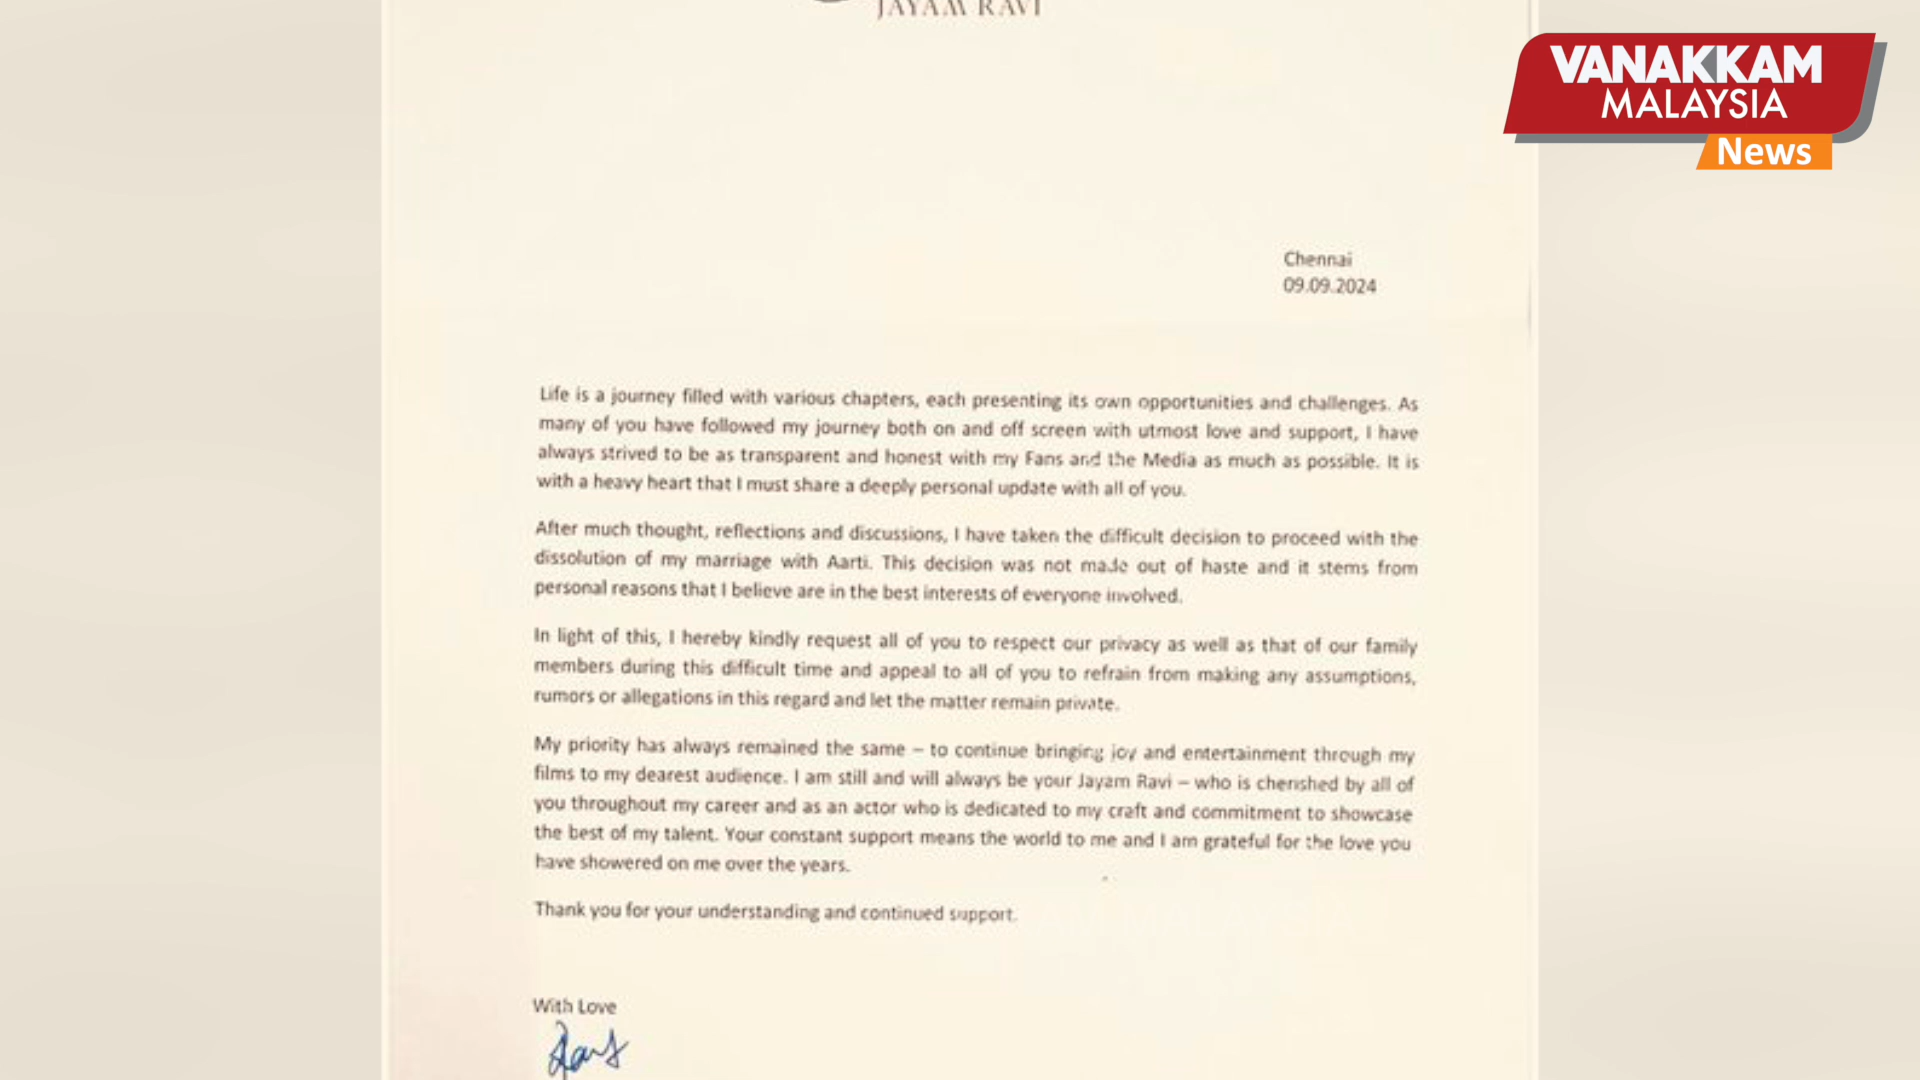 JAYAM RAVI
VANAKKAM
MALAYSIA
News
Chennai
09.09.2024
Life is a journey filled with various chapters, each presenting its own opportunities and challenges. As
many of you have followed my journey both on and off screen with utmost love and support, I have
always strived to be as transparent and honest with my Fans and the Media as much as possible. It is
with a heavy heart that I must share a deeply personal update with all of you.
After much thought, reflections and discussions, I have taken the difficult decision to proceed with the
dissolution of my marriage with Aarti. This decision was not made out of haste and it stems from
personal reasons that I believe are in the best interests of everyone involved.
In light of this, I hereby kindly request all of you to respect our privacy as well as that of our family
members during this difficult time and appeal to all of you to refrain from making any assumptions,
rumors or allegations in this regard and let the matter remain private.
My priority has always remained the same – to continue bringing joy and entertainment through my
films to my dearest audience. I am still and will always be your Jayam Ravi – who is cherished by all of
you throughout my career and as an actor who is dedicated to my craft and commitment to showcase
the best of my talent. Your constant support means the world to me and I am grateful for the love you
have showered on me over the years.
Thank you for your understanding and continued support.
With Love